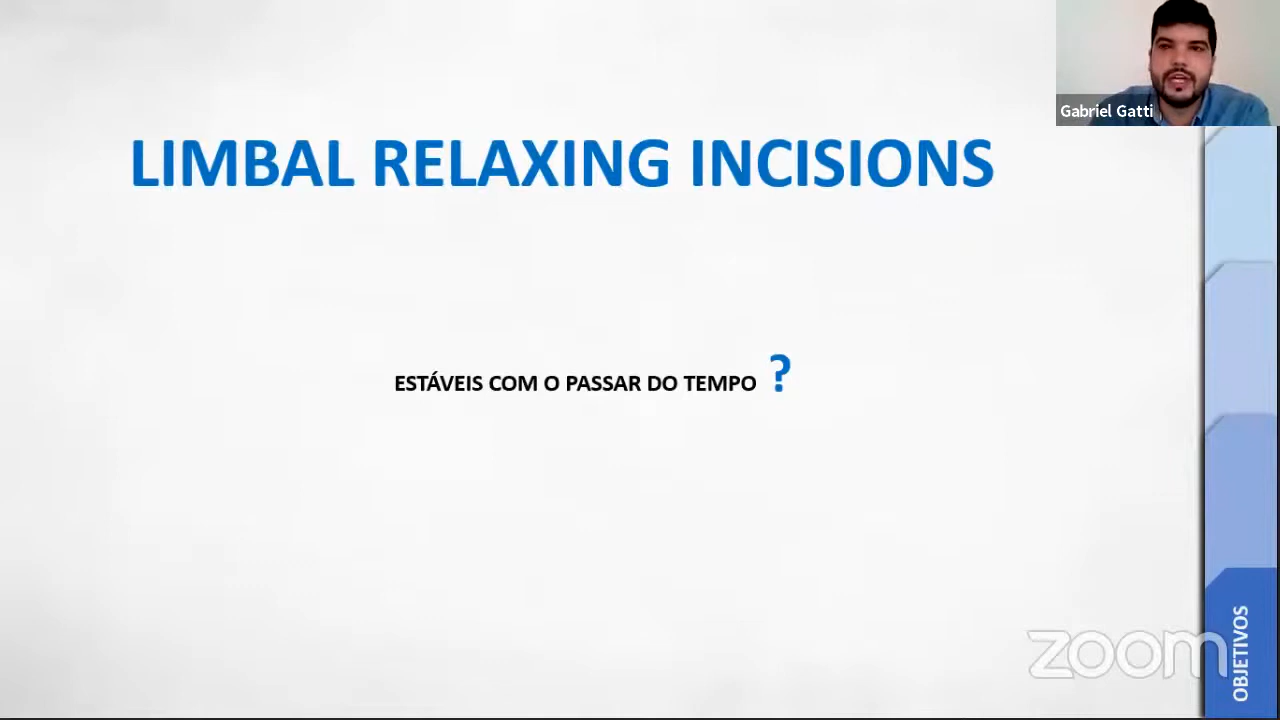 Gabriel Gatti
LIMBAL RELAXING INCISIONS
ESTÁVEIS COM O PASSAR DO TEMPO ?
zoom
OBJETIVOS